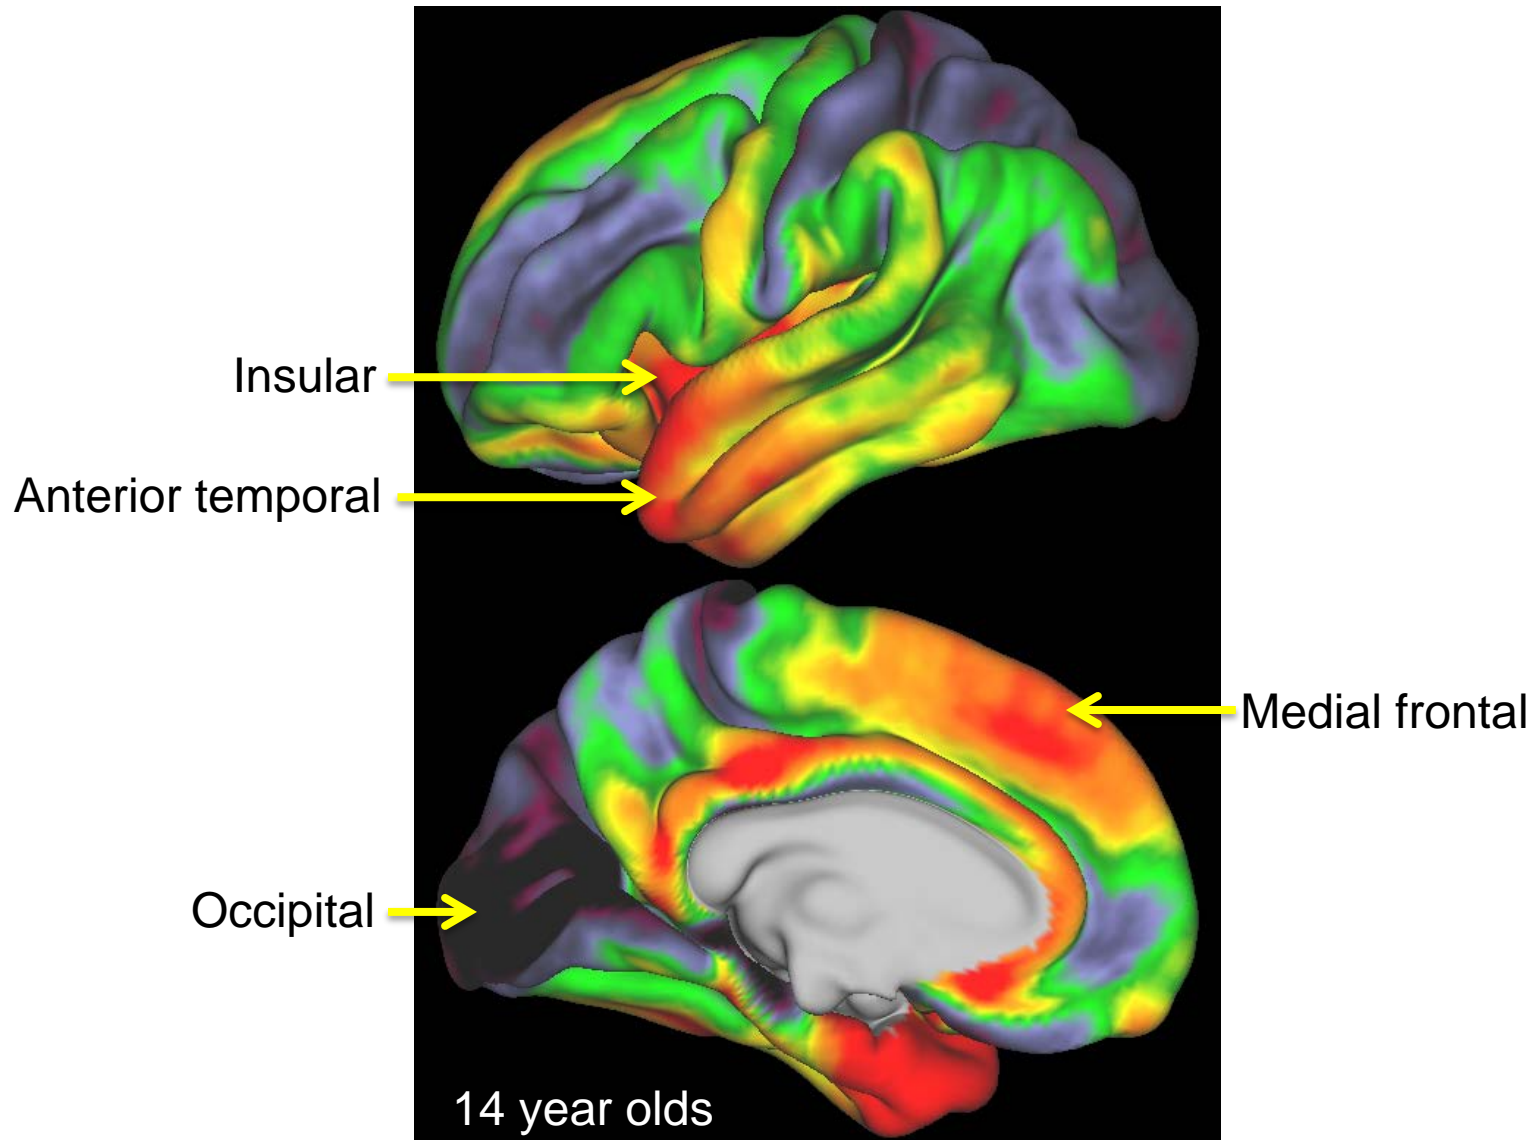 Insular
Anterior temporal
Medial frontal
Occipital
14 year olds